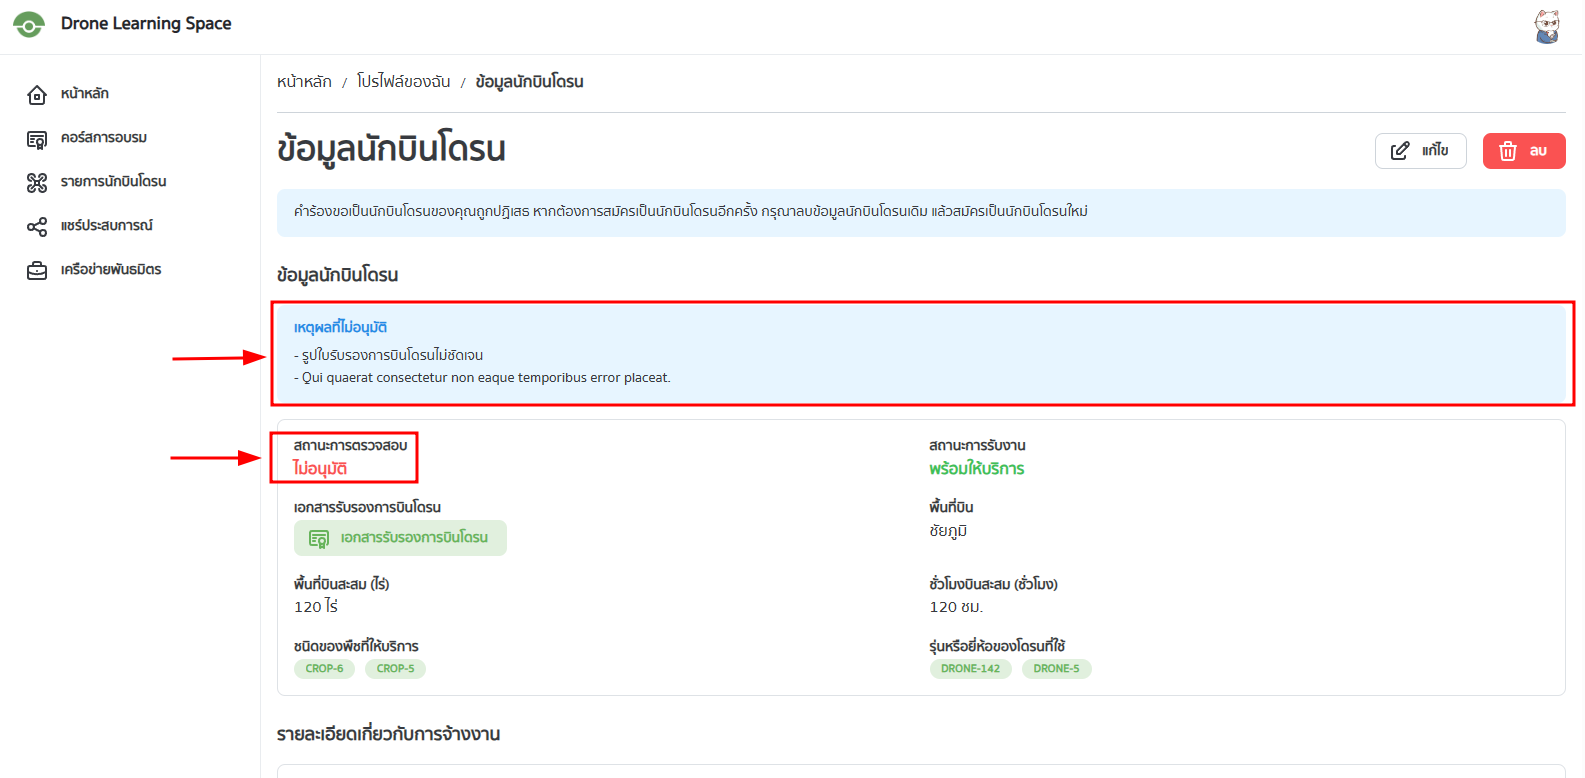 Drone Learning Space
หน้าหลัก
คอร์สการอบรม
รายการนักบินโดรน
แชร์ประสบการณ์
เครือข่ายพันธมิตร
หน้าหลัก / โปรไฟล์ของฉัน / ข้อมูลนักบินโดรน
ข้อมูลนักบินโดรน
แก้ไข
ลบ
คำร้องขอเป็นนักบินโดรนของคุณถูกปฏิเสธ หากต้องการสมัครเป็นนักบินโดรนอีกครั้ง กรุณาลบข้อมูลนักบินโดรนเดิม แล้วสมัครเป็นนักบินโดรนใหม่
ข้อมูลนักบินโดรน
เหตุผลที่ไม่อนุมัติ
- รูปใบรับรองการบินโดรนไม่ชัดเจน
- Qui quaerat consectetur non eaque temporibus error placeat.
สถานะการตรวจสอบ
ไม่อนุมัติ
สถานะการรับงาน
พร้อมให้บริการ
เอกสารรับรองการบินโดรน
เอกสารรับรองการบินโดรน
พื้นที่บิน
ชัยภูมิ
พื้นที่บินสะสม (ไร่)
120 ไร่
ชั่วโมงบินสะสม (ชั่วโมง)
120 ชม.
ชนิดของพืชที่ให้บริการ
CROP-6 CROP-5
รุ่นหรือยี่ห้อของโดรนที่ใช้
DRONE-142 DRONE-5
รายละเอียดเกี่ยวกับการจ้างงาน